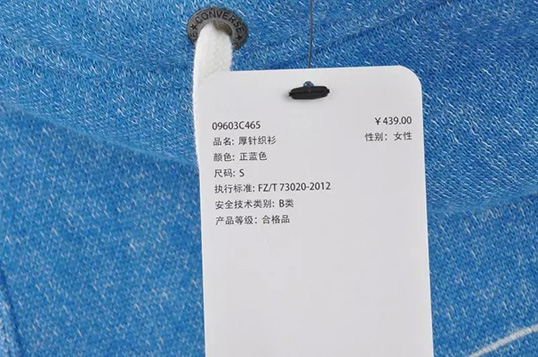 CONVERSE
09603C465 ￥439.00
品名: 厚针织衫 性别: 女性
颜色: 正蓝色
尺码: S
执行标准: FZ/T 73020-2012
安全技术类别: B类
产品等级: 合格品